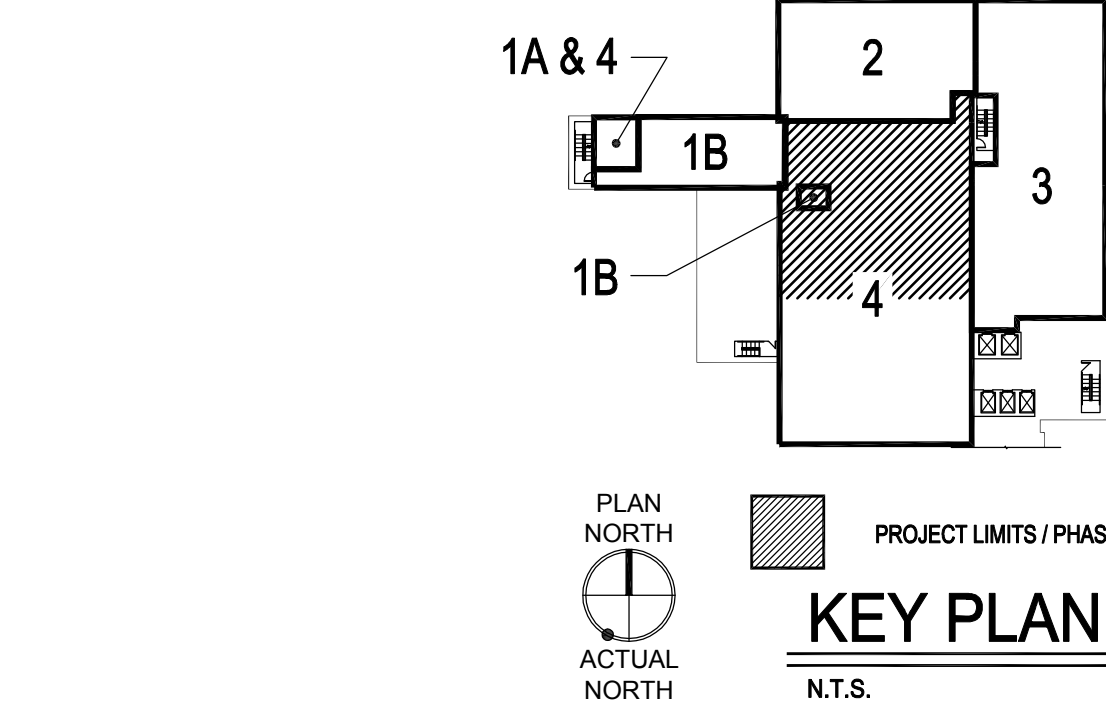 2
1A & 4
1B
3
1B
4
PLAN
NORTH
PROJECT LIMITS / PHAS
KEY PLAN
ACTUAL
NORTH
N.T.S.